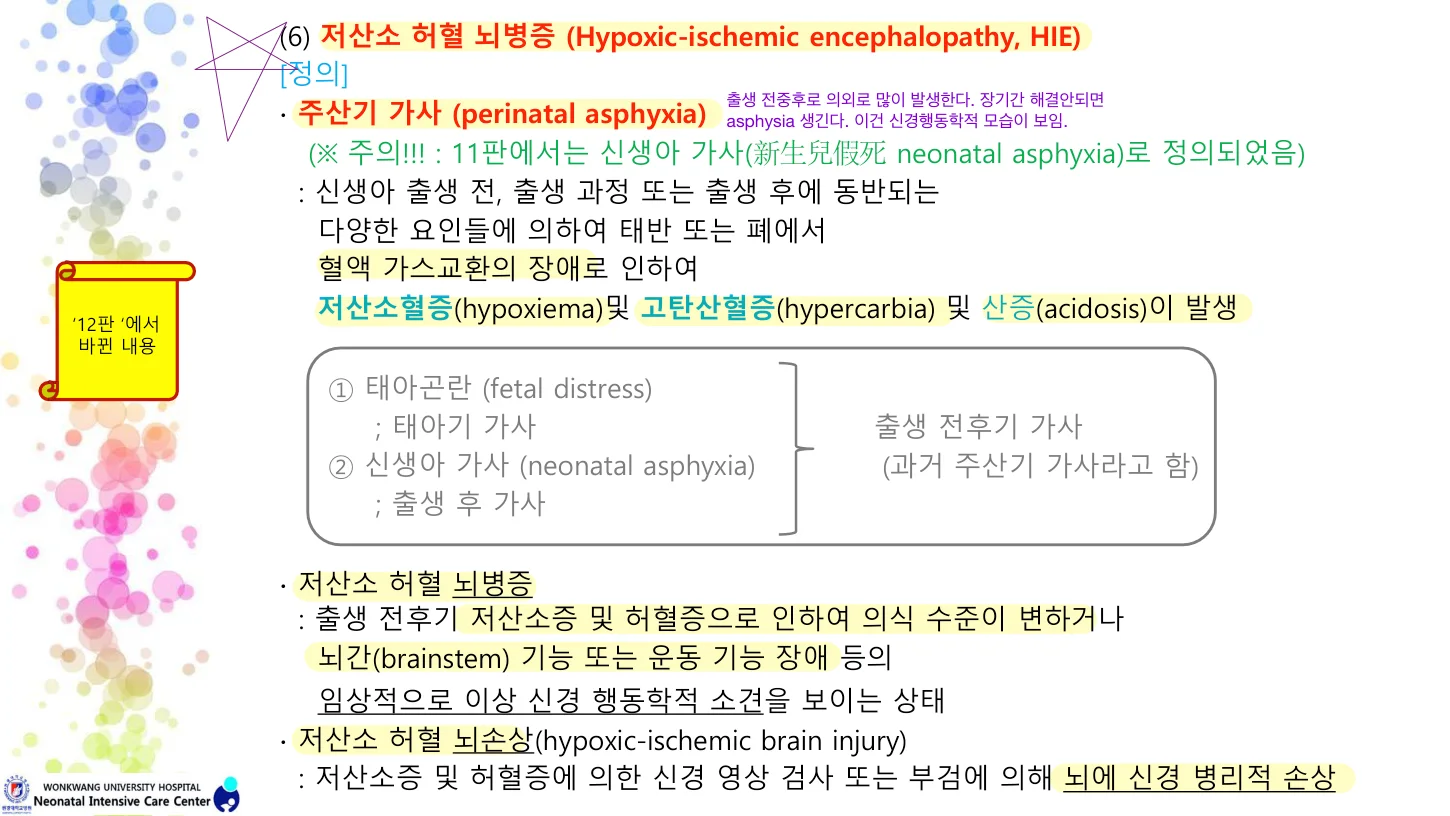 (6) 저산소 허혈 뇌병증 (Hypoxic-ischemic encephalopathy, HIE)
[정의]
· 주산기 가사 (perinatal asphyxia)
출생 전중후로 의외로 많이 발생한다. 장기간 해결안되면
asphysia 생긴다. 이건 신경행동학적 모습이 보임.
(※ 주의!!! : 11판에서는 신생아 가사(新生兒假死 neonatal asphyxia)로 정의되었음)
: 신생아 출생 전, 출생 과정 또는 출생 후에 동반되는
다양한 요인들에 의하여 태반 또는 폐에서
혈액 가스교환의 장애로 인하여
저산소혈증(hypoxiema)및 고탄산혈증(hypercarbia) 및 산증(acidosis)이 발생
‘12판 ‘에서
바뀐 내용
① 태아곤란 (fetal distress)
; 태아기 가사
② 신생아 가사 (neonatal asphyxia)
; 출생 후 가사
출생 전후기 가사
(과거 주산기 가사라고 함)
· 저산소 허혈 뇌병증
: 출생 전후기 저산소증 및 허혈증으로 인하여 의식 수준이 변하거나
뇌간(brainstem) 기능 또는 운동 기능 장애 등의
임상적으로 이상 신경 행동학적 소견을 보이는 상태
· 저산소 허혈 뇌손상(hypoxic-ischemic brain injury)
: 저산소증 및 허혈증에 의한 신경 영상 검사 또는 부검에 의해 뇌에 신경 병리적 손상
WONKWANG UNIVERSITY HOSPITAL
Neonatal Intensive Care Center